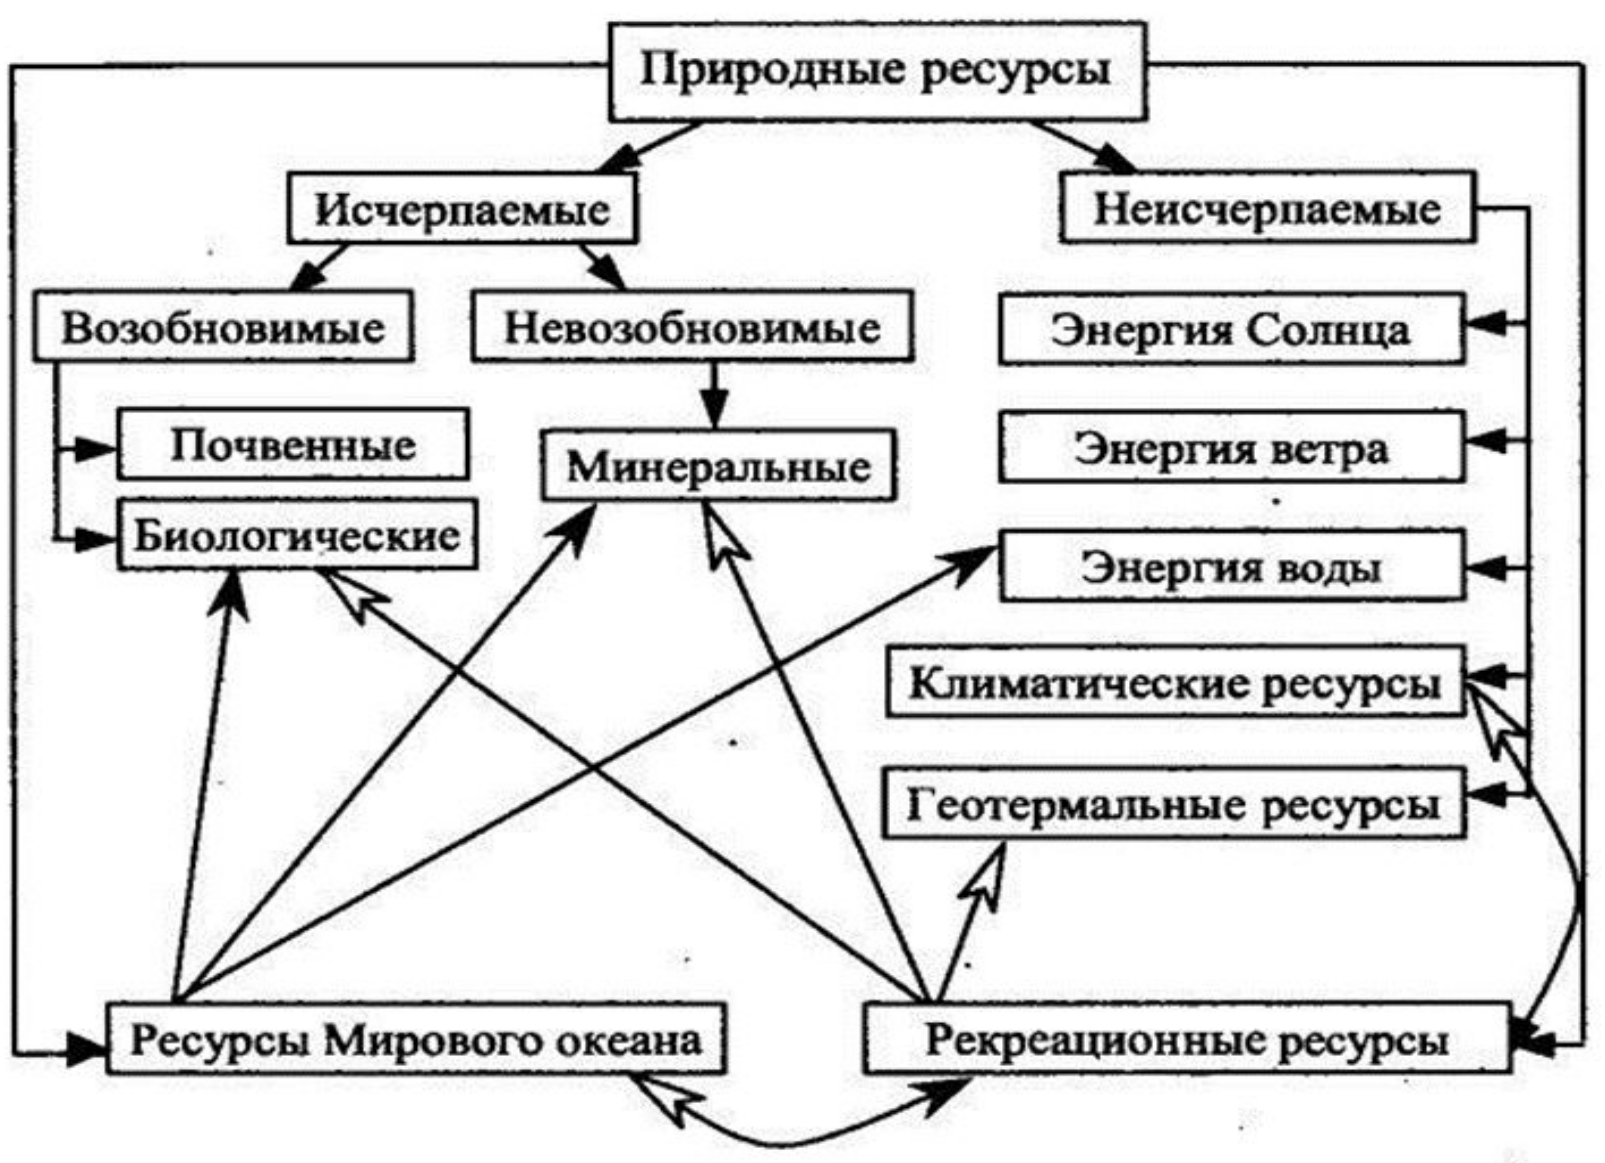 Природные ресурсы
Исчерпаемые
Неисчерпаемые
Возобновимые
Невозобновимые
Энергия Солнца
Почвенные
Минеральные
Энергия ветра
Биологические
Энергия воды
Климатические ресурсы
Геотермальные ресурсы
Ресурсы Мирового океана
Рекреационные ресурсы